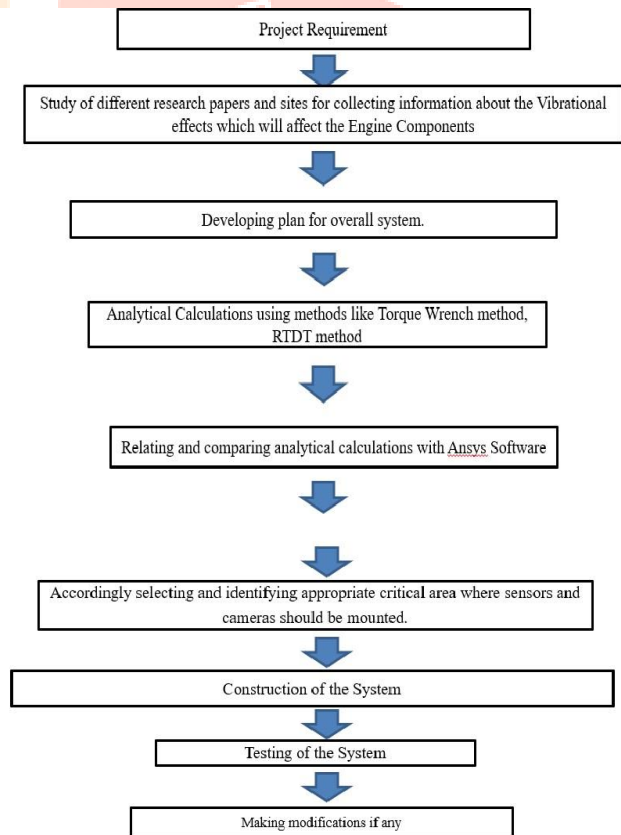 Project Requirement
Study of different research papers and sites for collecting information about the Vibrational
effects which will affect the Engine Components
Developing plan for overall system.
Analytical Calculations using methods like Torque Wrench method,
RTDT method
Relating and comparing analytical calculations with Ansys Software
Accordingly selecting and identifying appropriate critical area where sensors and
cameras should be mounted.
Construction of the System
Testing of the System
Making modifications if any